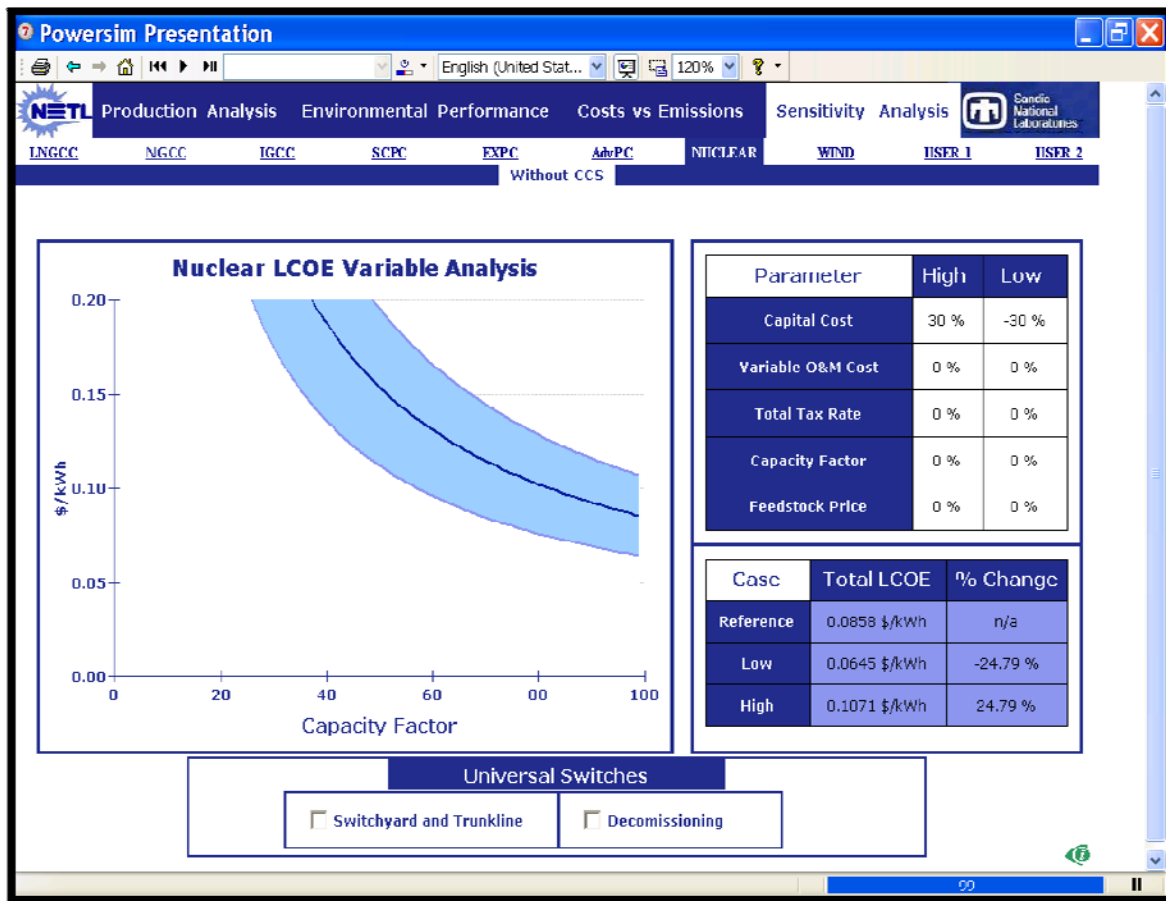 Powersim Presentation
English (United Stat... 120%
NETL Production Analysis Environmental Performance Costs vs Emissions Sensitivity Analysis Sandia National Laboratories
LNGCC NGCC IGCC SCPC EXPC AdvPC NUCLEAR WIND USER 1 USER 2
Without CCS
Nuclear LCOE Variable Analysis
$/kWh
0.20
0.15
0.10
0.05
0.00
0 20 40 60 80 100
Capacity Factor
Parameter High Low
Capital Cost 30 % -30 %
Variable O&M Cost 0 % 0 %
Total Tax Rate 0 % 0 %
Capacity Factor 0 % 0 %
Feedstock Price 0 % 0 %
Case Total LCOE % Change
Reference 0.0858 $/kWh n/a
Low 0.0645 $/kWh -24.79 %
High 0.1071 $/kWh 24.79 %
Universal Switches
Switchyard and Trunkline Decomissioning
99